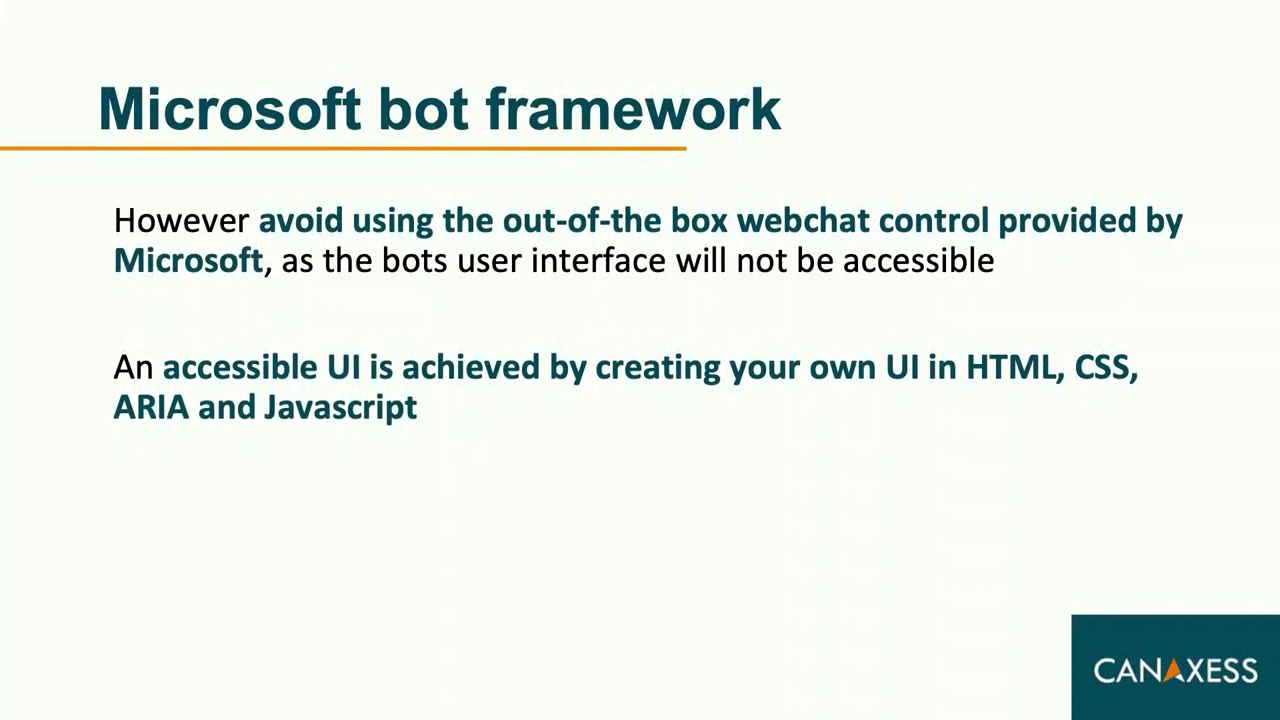 Microsoft bot framework
However avoid using the out-of-the box webchat control provided by
Microsoft, as the bots user interface will not be accessible
An accessible UI is achieved by creating your own UI in HTML, CSS,
ARIA and Javascript
CANAXESS